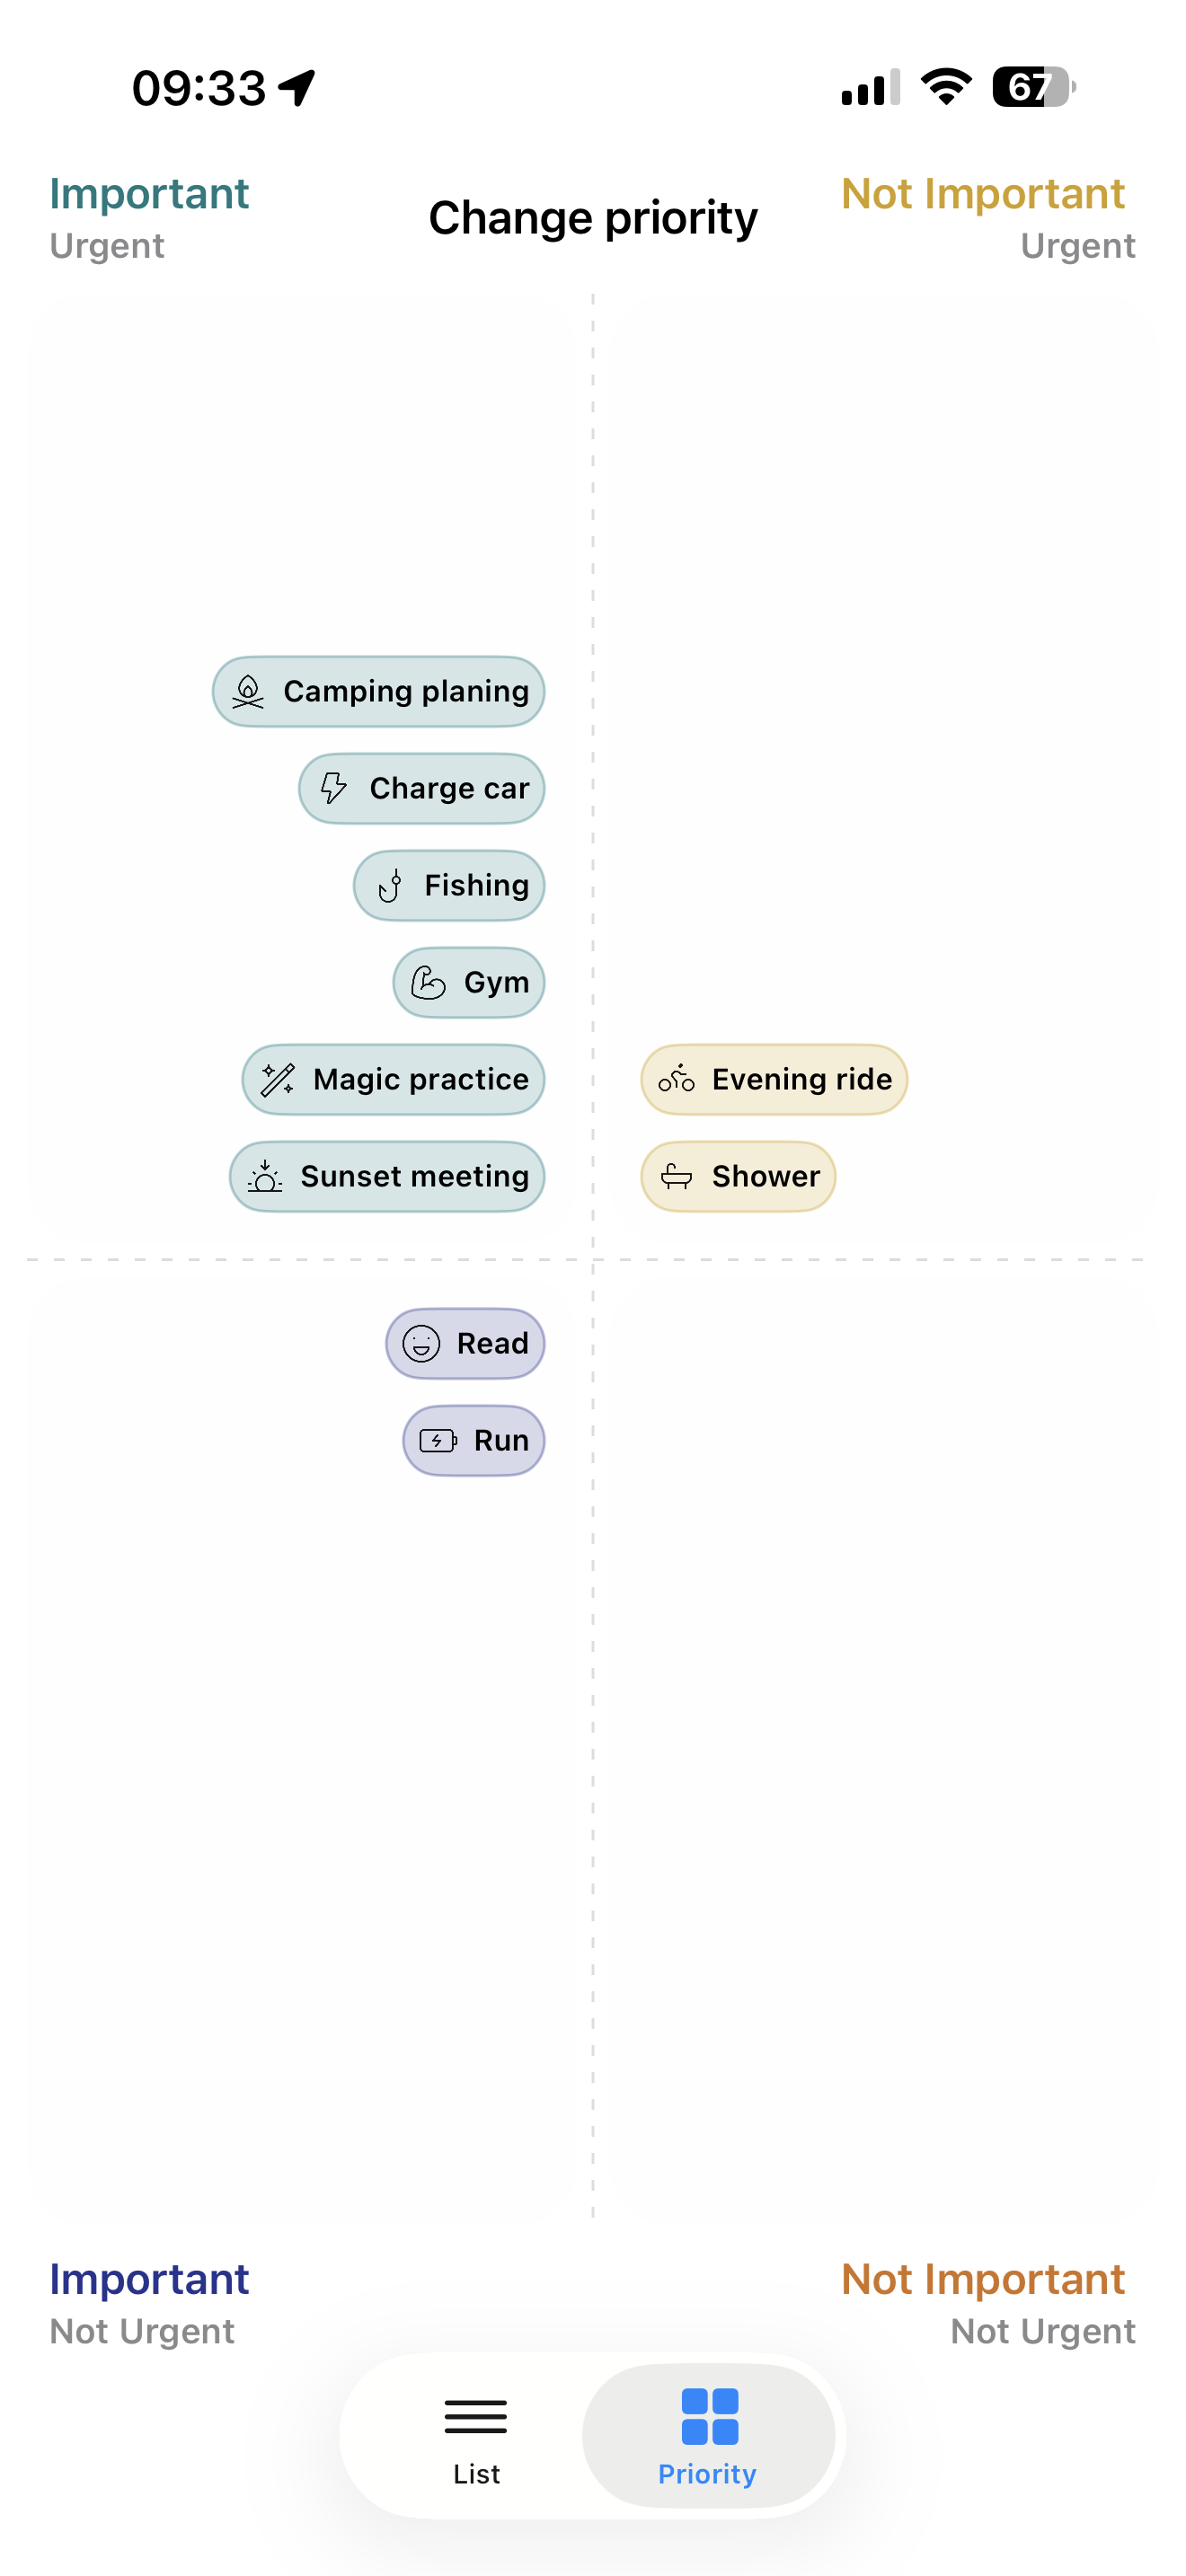 09:33
67
Important
Urgent
Change priority
Not Important
Urgent
Camping planing
Charge car
Fishing
Gym
Magic practice
Sunset meeting
Evening ride
Shower
Read
Run
Important
Not Urgent
Not Important
Not Urgent
List
Priority